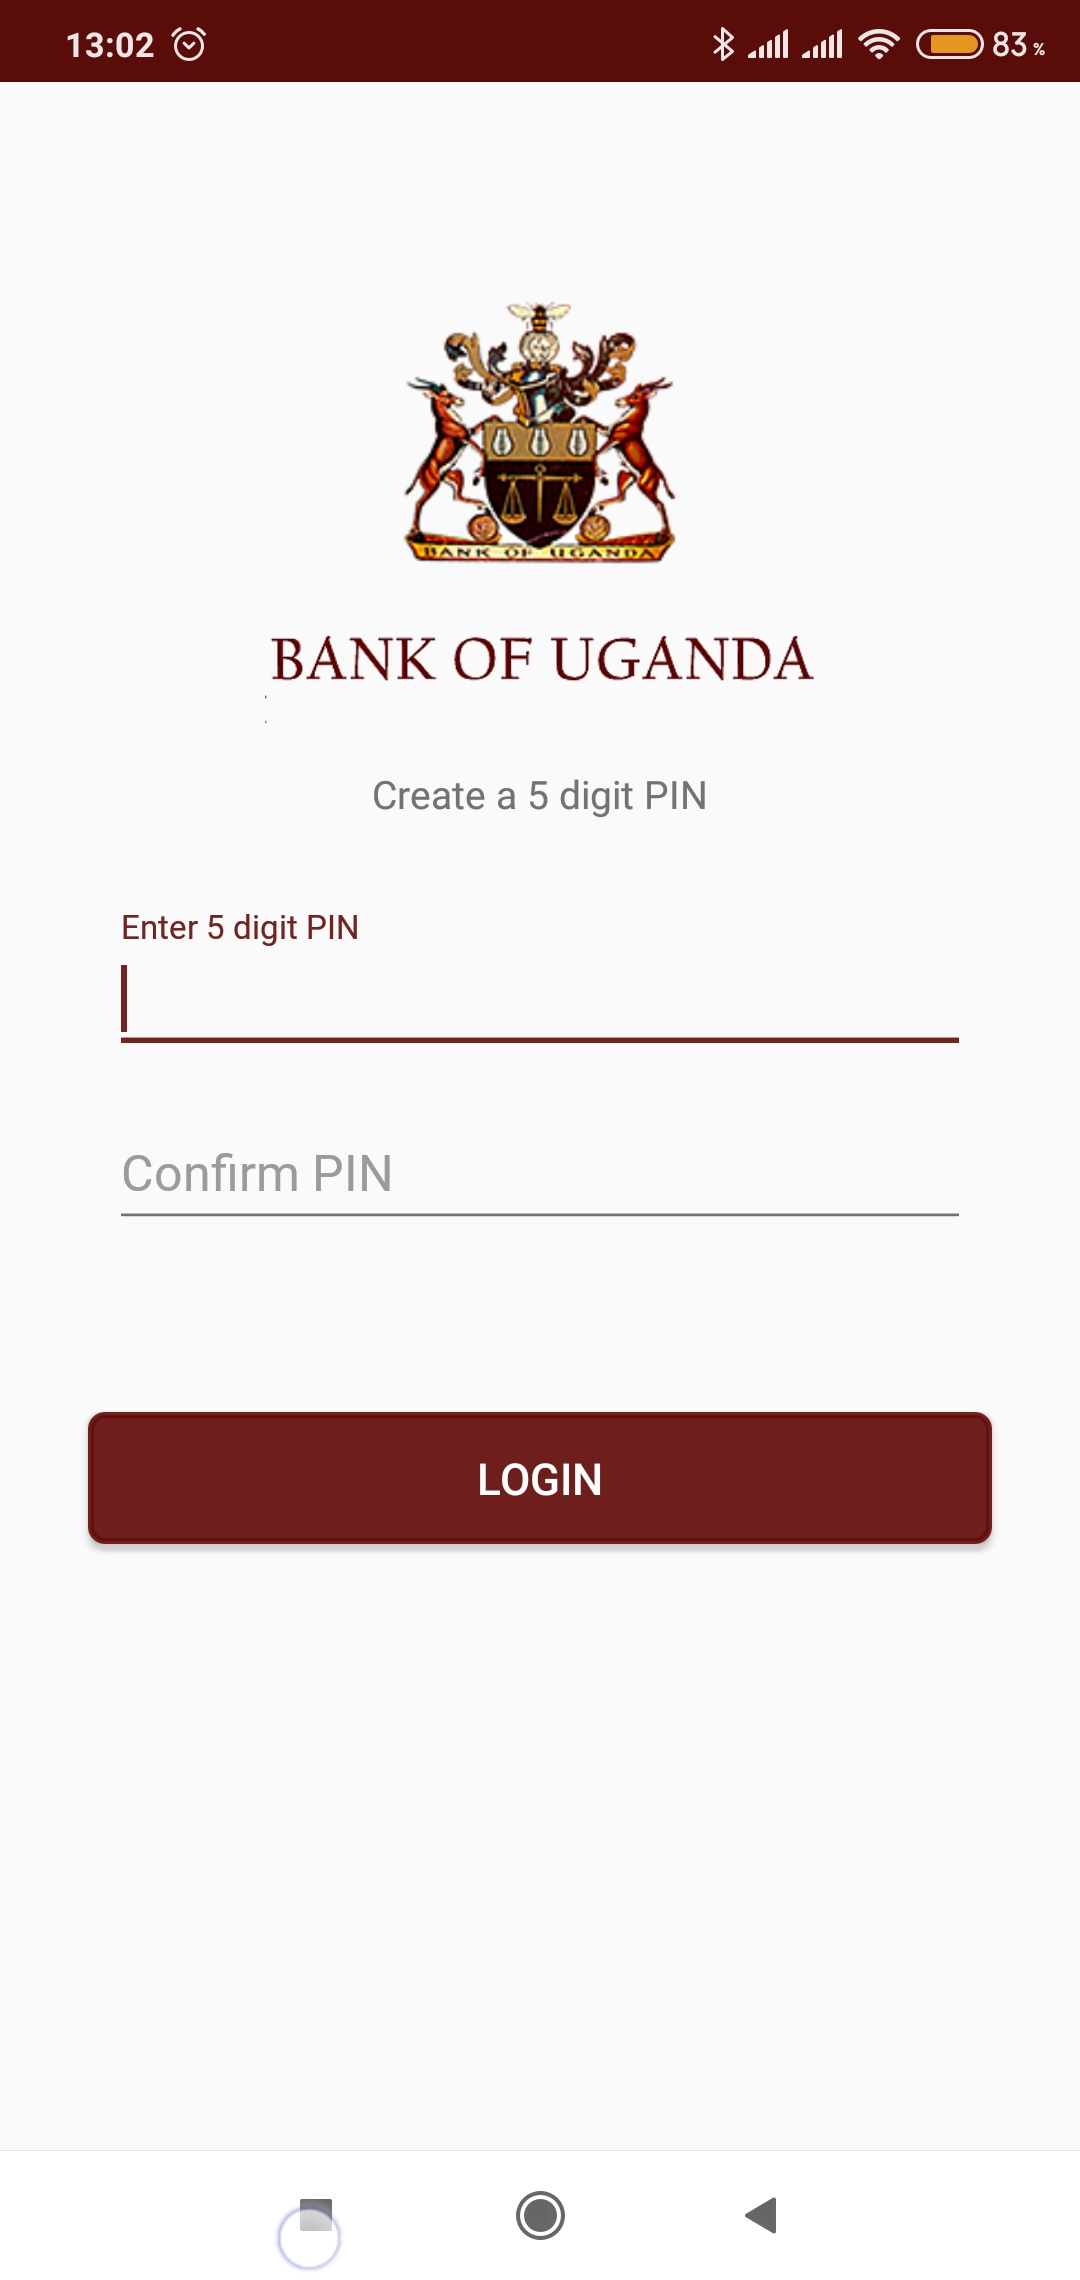 13:02
83 %
BANK OF UGANDA
BANK OF UGANDA
Create a 5 digit PIN
Enter 5 digit PIN
Confirm PIN
LOGIN